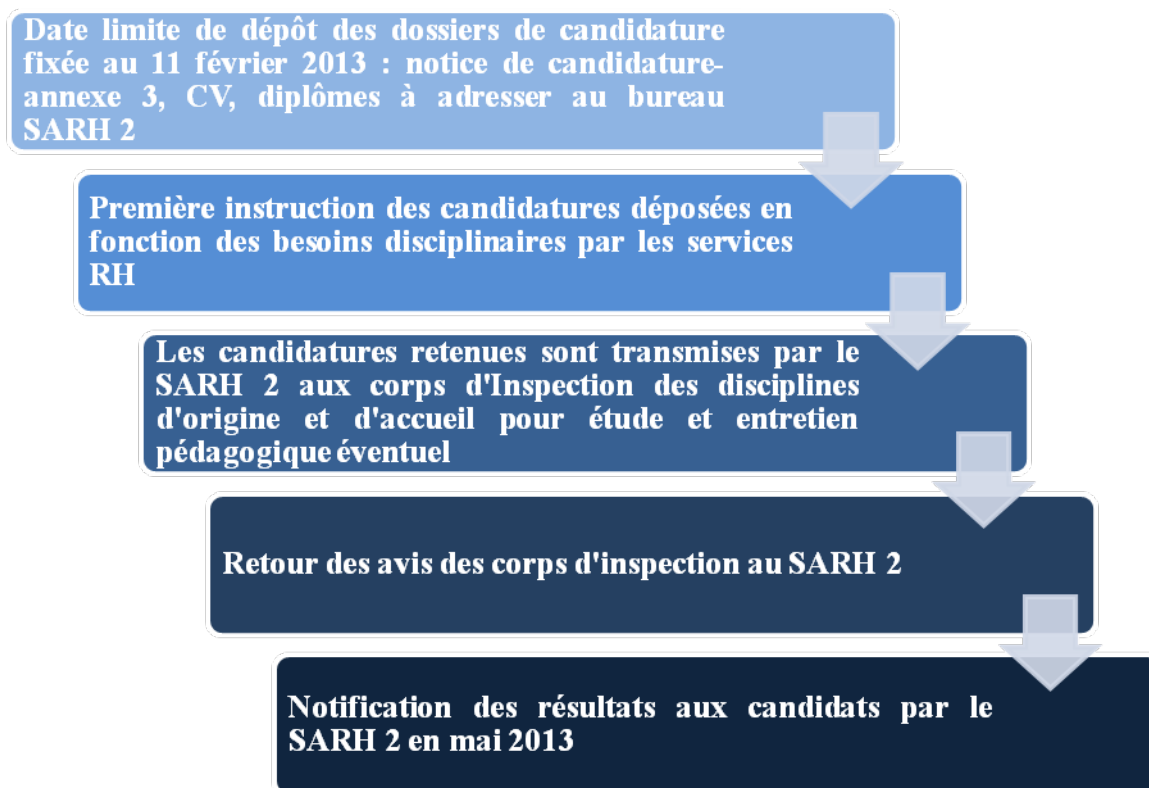 Date limite de dépôt des dossiers de candidature
fixée au 11 février 2013 : notice de candidature-
annexe 3, CV, diplômes à adresser au bureau
SARH 2
Première instruction des candidatures déposées en
fonction des besoins disciplinaires par les services
RH
Les candidatures retenues sont transmises par le
SARH 2 aux corps d'Inspection des disciplines
d'origine et d'accueil pour étude et entretien
pédagogique éventuel
Retour des avis des corps d'inspection au SARH 2
Notification des résultats aux candidats par le
SARH 2 en mai 2013